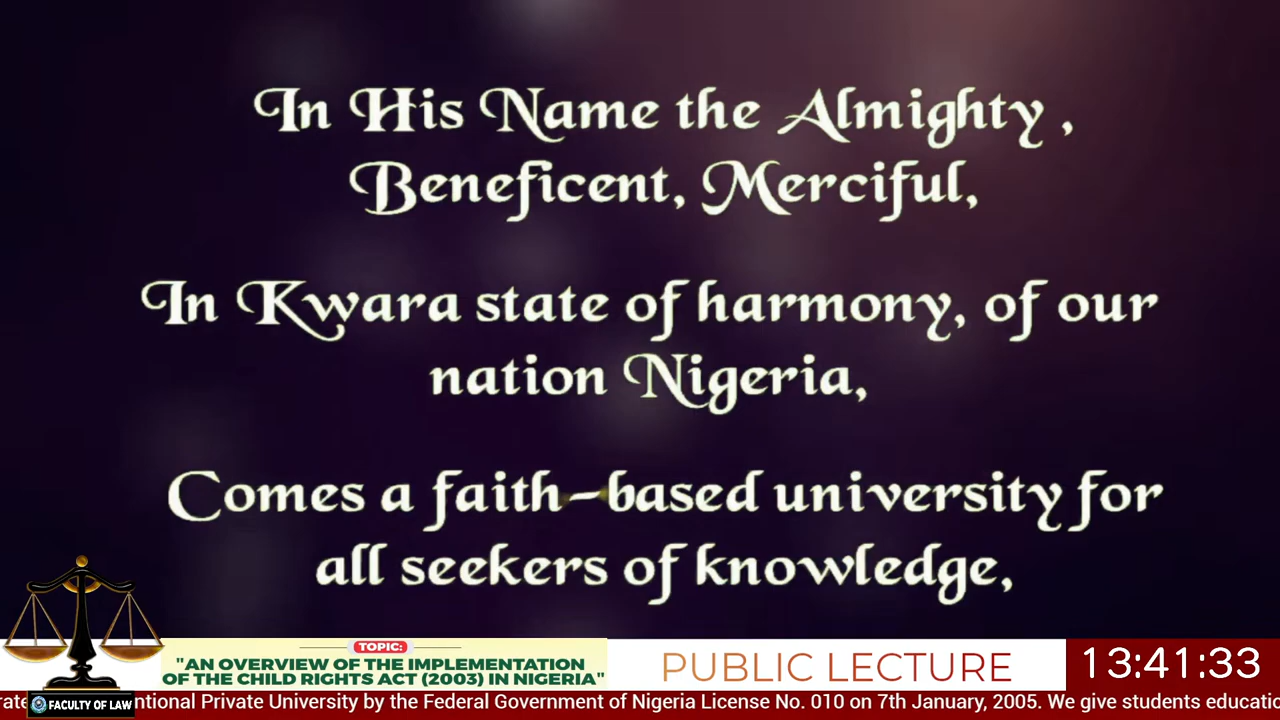 In His Name the Almighty ,
Beneficent, Merciful,
In Kwara state of harmony, of our
nation Nigeria,
Comes a faith-based university for
all seekers of knowledge,
TOPIC:
"AN OVERVIEW OF THE IMPLEMENTATION
OF THE CHILD RIGHTS ACT (2003) IN NIGERIA"
PUBLIC LECTURE
13:41:33
FACULTY OF LAW
Private University by the Federal Government of Nigeria License No. 010 on 7th January, 2005. We give students